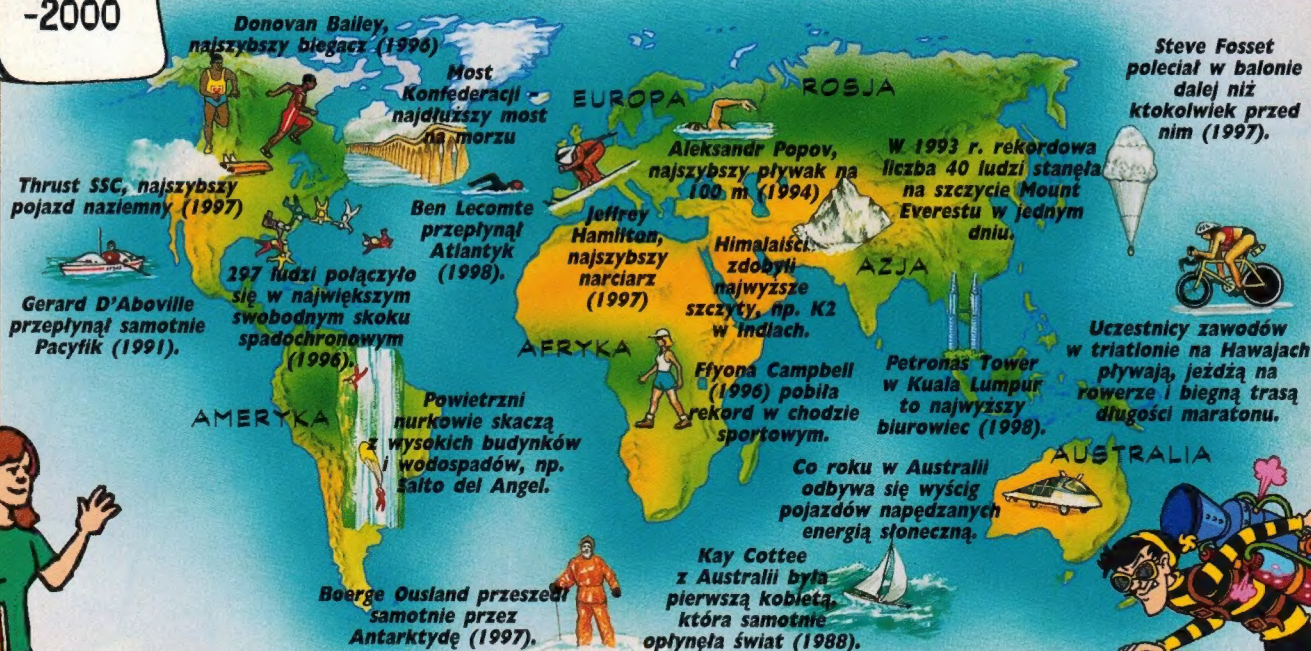 -2000
Donovan Bailey,
najszybszy biegacz (1996)
Most
Konfederacji –
najdłuższy most
na morzu
EUROPA
ROSJA
Steve Fosset
poleciał w balonie
dalej niż
ktokolwiek przed
nim (1997).
Thrust SSC, najszybszy
pojazd naziemny (1997)
Ben Lecomte
przepłynął
Atlantyk
(1998).
Jeffrey
Hamilton,
najszybszy
narciarz
(1997)
Aleksandr Popov,
najszybszy pływak na
100 m (1994)
W 1993 r. rekordowa
liczba 40 ludzi stanęła
na szczycie Mount
Everestu w jednym
dniu.
Himalaiści
zdobyli
najwyższe
szczyty, np. K2
w Indiach.
AZJA
Gerard D'Aboville
przepłynął samotnie
Pacyfik (1991).
297 ludzi połączyło
się w największym
swobodnym skoku
spadochronowym
(1996).
AFRYKA
Ffyona Campbell
(1996) pobiła
rekord w chodzie
sportowym.
Petronas Tower
w Kuala Lumpur
to najwyższy
biurowiec (1998).
Uczestnicy zawodów
w triatlonie na Hawajach
pływają, jeżdżą na
rowerze i biegną trasą
długości maratonu.
AMERYKA
Powietrzni
nurkowie skaczą
z wysokich budynków
i wodospadów, np.
Salto del Angel.
AUSTRALIA
Co roku w Australii
odbywa się wyścig
pojazdów napędzanych
energią słoneczną.
Boerge Ousland przeszedł
samotnie przez
Antarktydę (1997).
Kay Cottee
z Australii była
pierwszą kobietą,
która samotnie
opłynęła świat (1988).